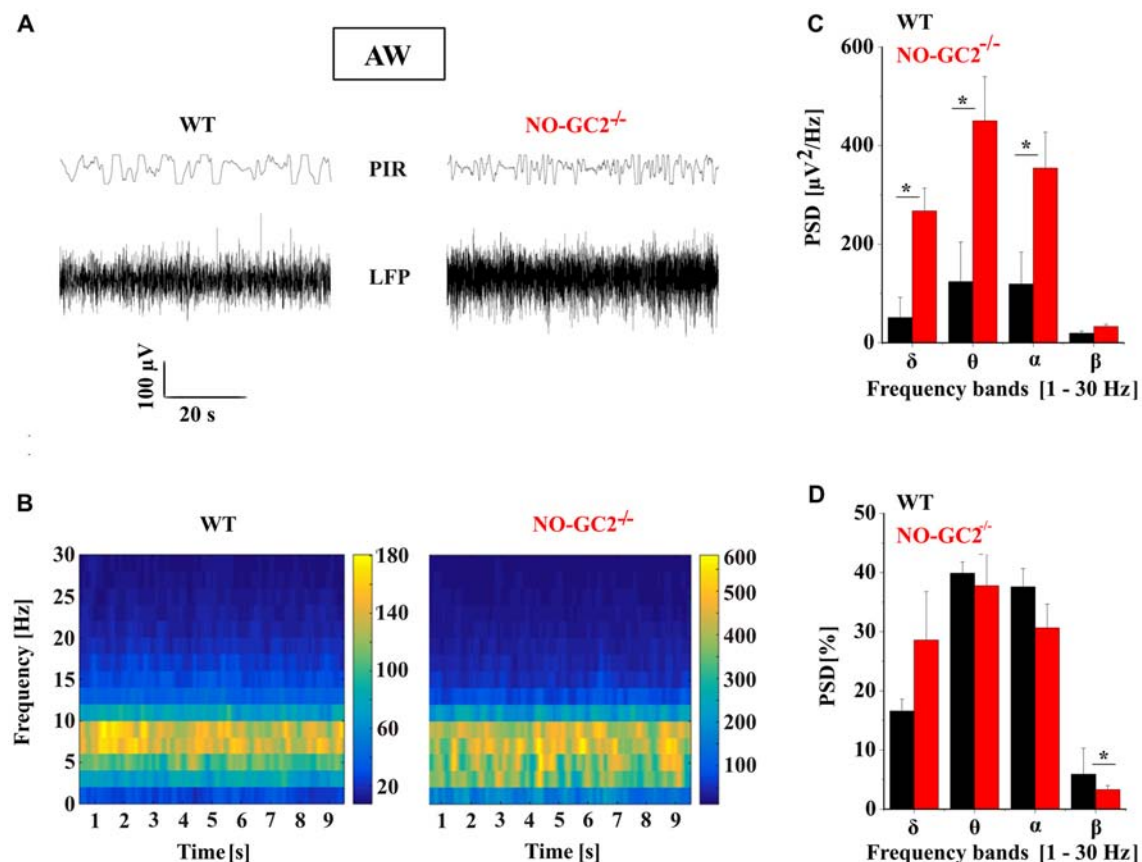 A
AW
WT
NO-GC2-/-
PIR
LFP
100 µV
20 s
B
WT
NO-GC2-/-
Frequency [Hz]
30
25
20
15
10
5
0
1 2 3 4 5 6 7 8 9
Time [s]
180
140
100
60
20
1 2 3 4 5 6 7 8 9
Time [s]
600
500
400
300
200
100
C
WT
NO-GC2-/-
PSD [µV2/Hz]
600
400
200
0
* * *
δ θ α β
Frequency bands [1 - 30 Hz]
D
WT
NO-GC2-/-
PSD [%]
50
40
30
20
10
0
*
δ θ α β
Frequency bands [1 - 30 Hz]